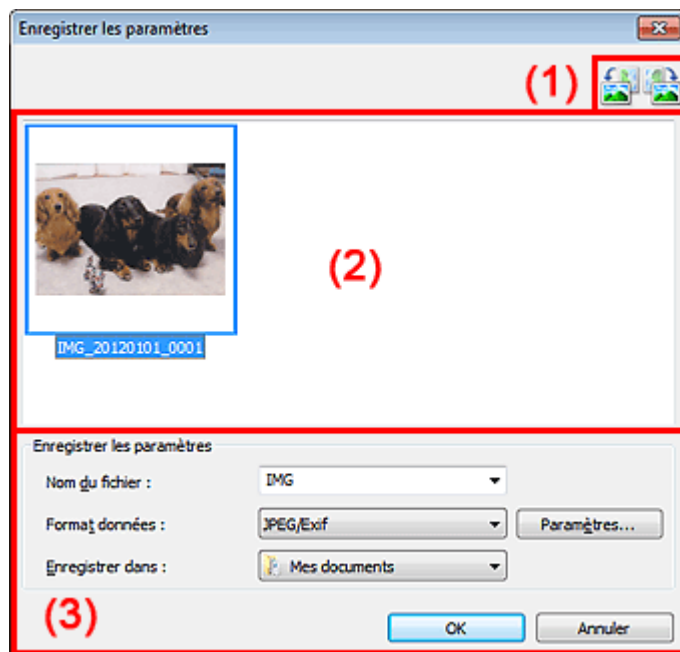 Enregistrer les paramètres
(1)
(2)
IMG_20120101_0001
Enregistrer les paramètres
Nom du fichier :
IMG
Format données :
JPEG/Exif
Paramètres...
Enregistrer dans :
Mes documents
(3)
OK
Annuler